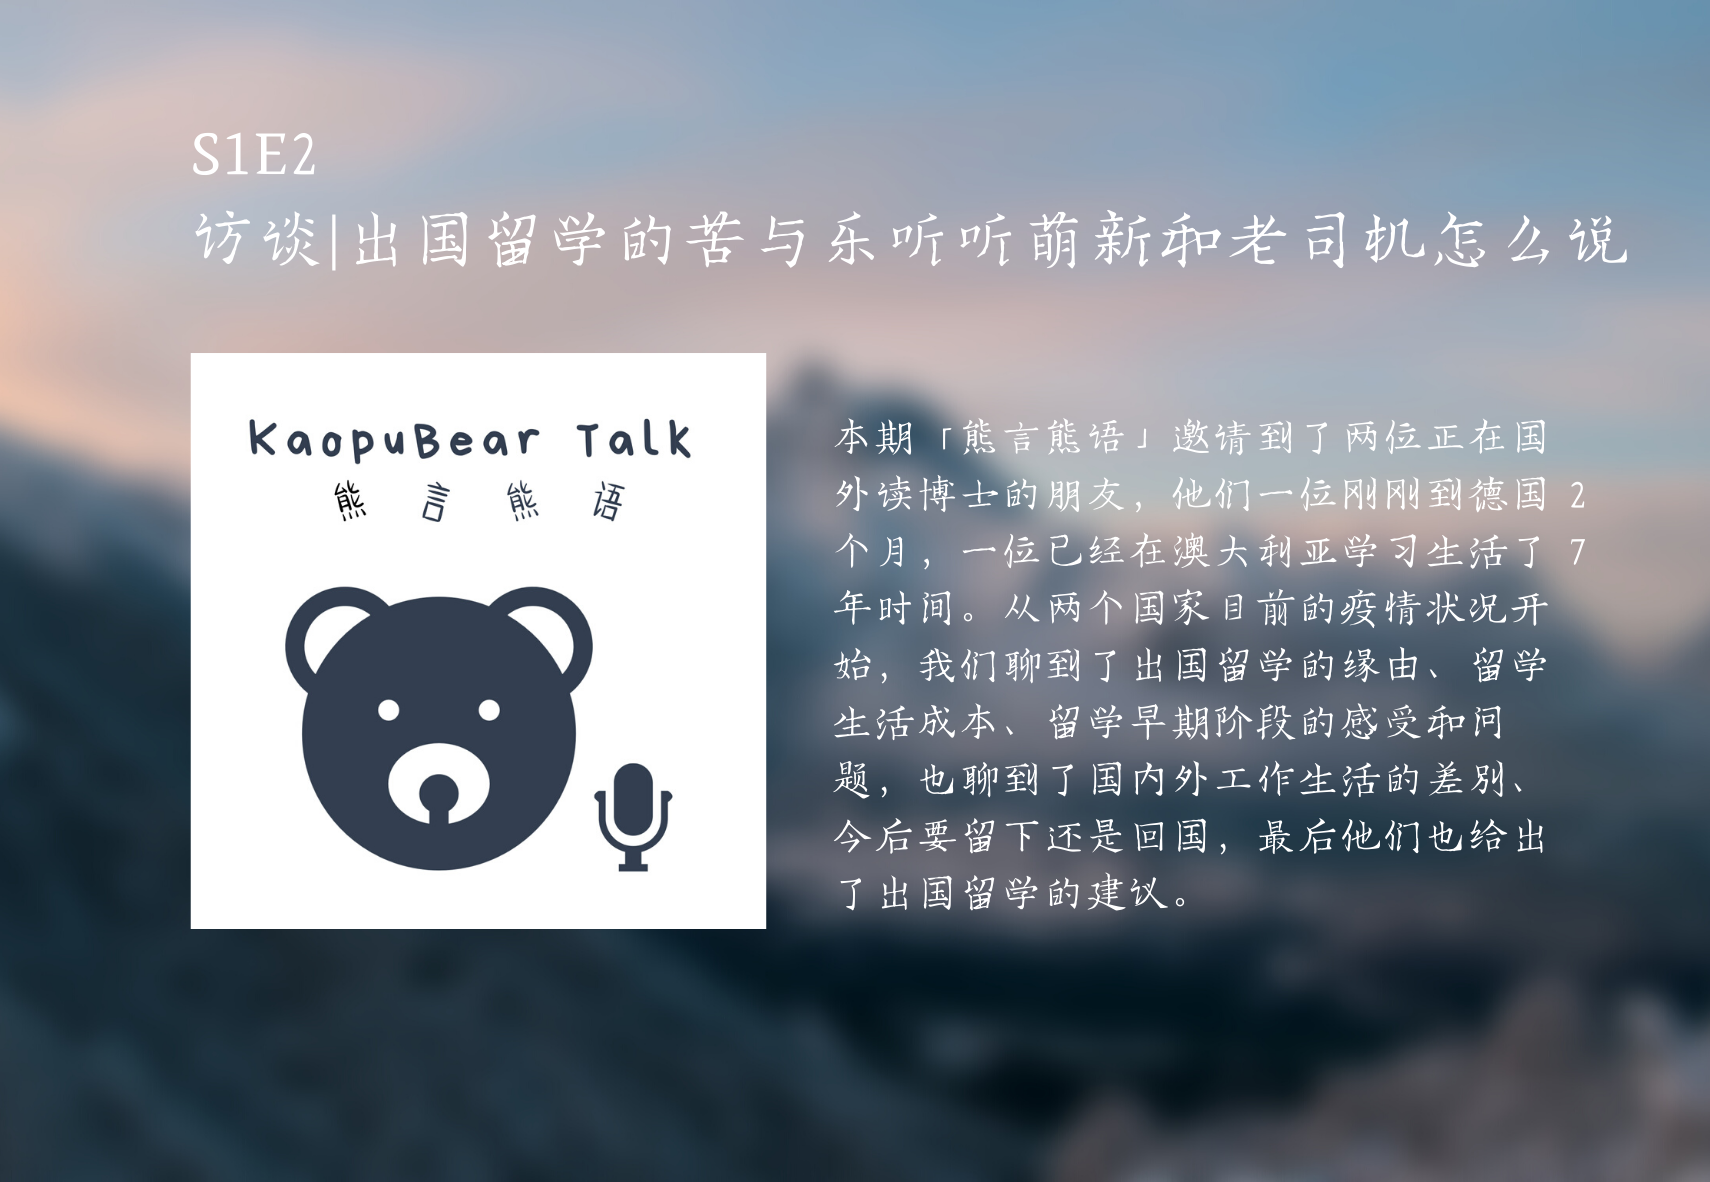 S1E2
访谈|出国留学的苦与乐听听萌新和老司机怎么说
KaopuBear Talk
熊言熊语
本期「熊言熊语」邀请到了两位正在国
外读博士的朋友，他们一位刚刚到德国 2
个月，一位已经在澳大利亚学习生活了 7
年时间。从两个国家目前的疫情状况开
始，我们聊到了出国留学的缘由、留学
生活成本、留学早期阶段的感受和问
题，也聊到了国内外工作生活的差别、
今后要留下还是回国，最后他们也给出
了出国留学的建议。